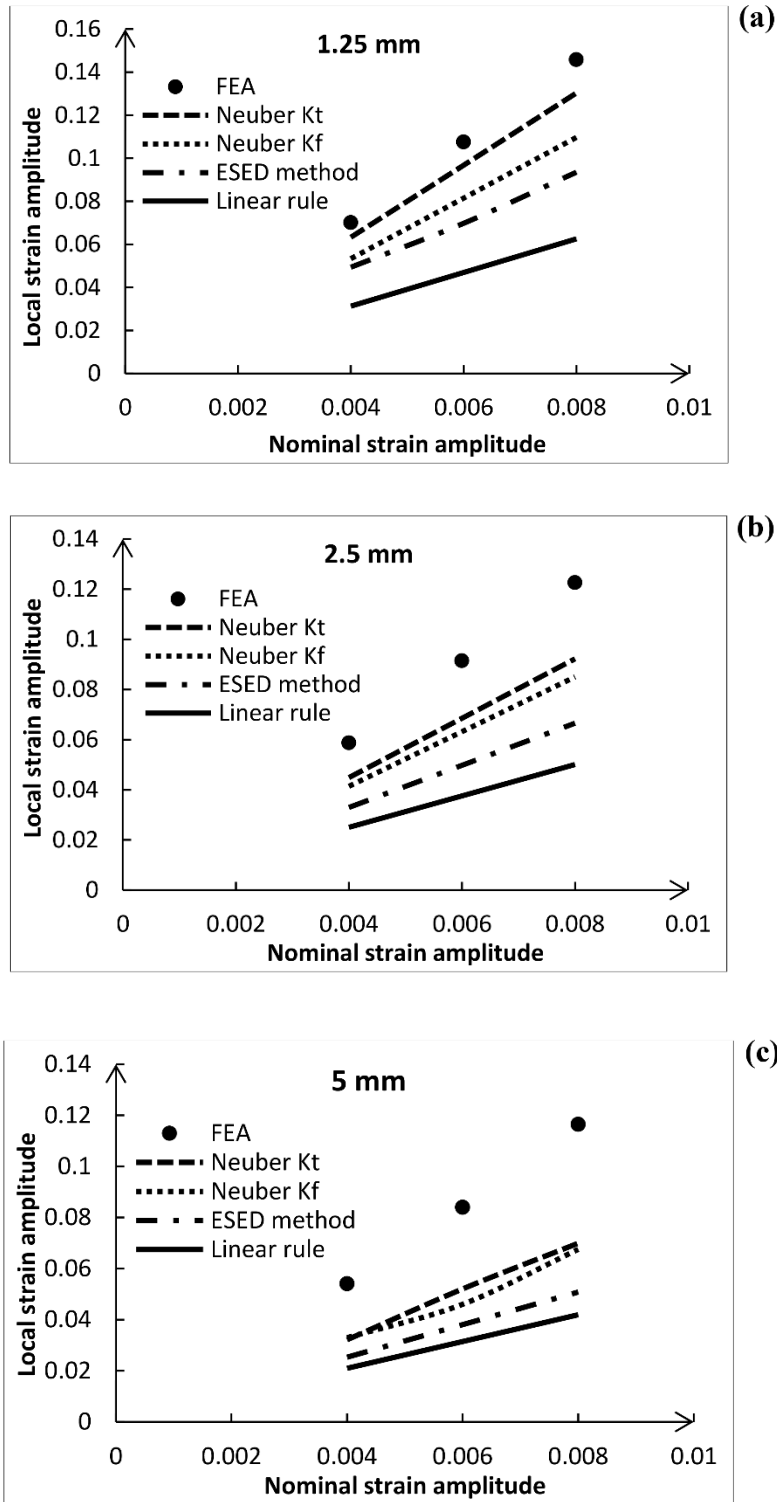 (a)
1.25 mm
0.16
0.14
0.12
0.1
0.08
0.06
0.04
0.02
0
FEA
Neuber Kt
Neuber Kf
ESED method
Linear rule
Local strain amplitude
0 0.002 0.004 0.006 0.008 0.01
Nominal strain amplitude
(b)
2.5 mm
0.14
0.12
0.1
0.08
0.06
0.04
0.02
0
FEA
Neuber Kt
Neuber Kf
ESED method
Linear rule
Local strain amplitude
0 0.002 0.004 0.006 0.008 0.01
Nominal strain amplitude
(c)
5 mm
0.14
0.12
0.1
0.08
0.06
0.04
0.02
0
FEA
Neuber Kt
Neuber Kf
ESED method
Linear rule
Local strain amplitude
0 0.002 0.004 0.006 0.008 0.01
Nominal strain amplitude